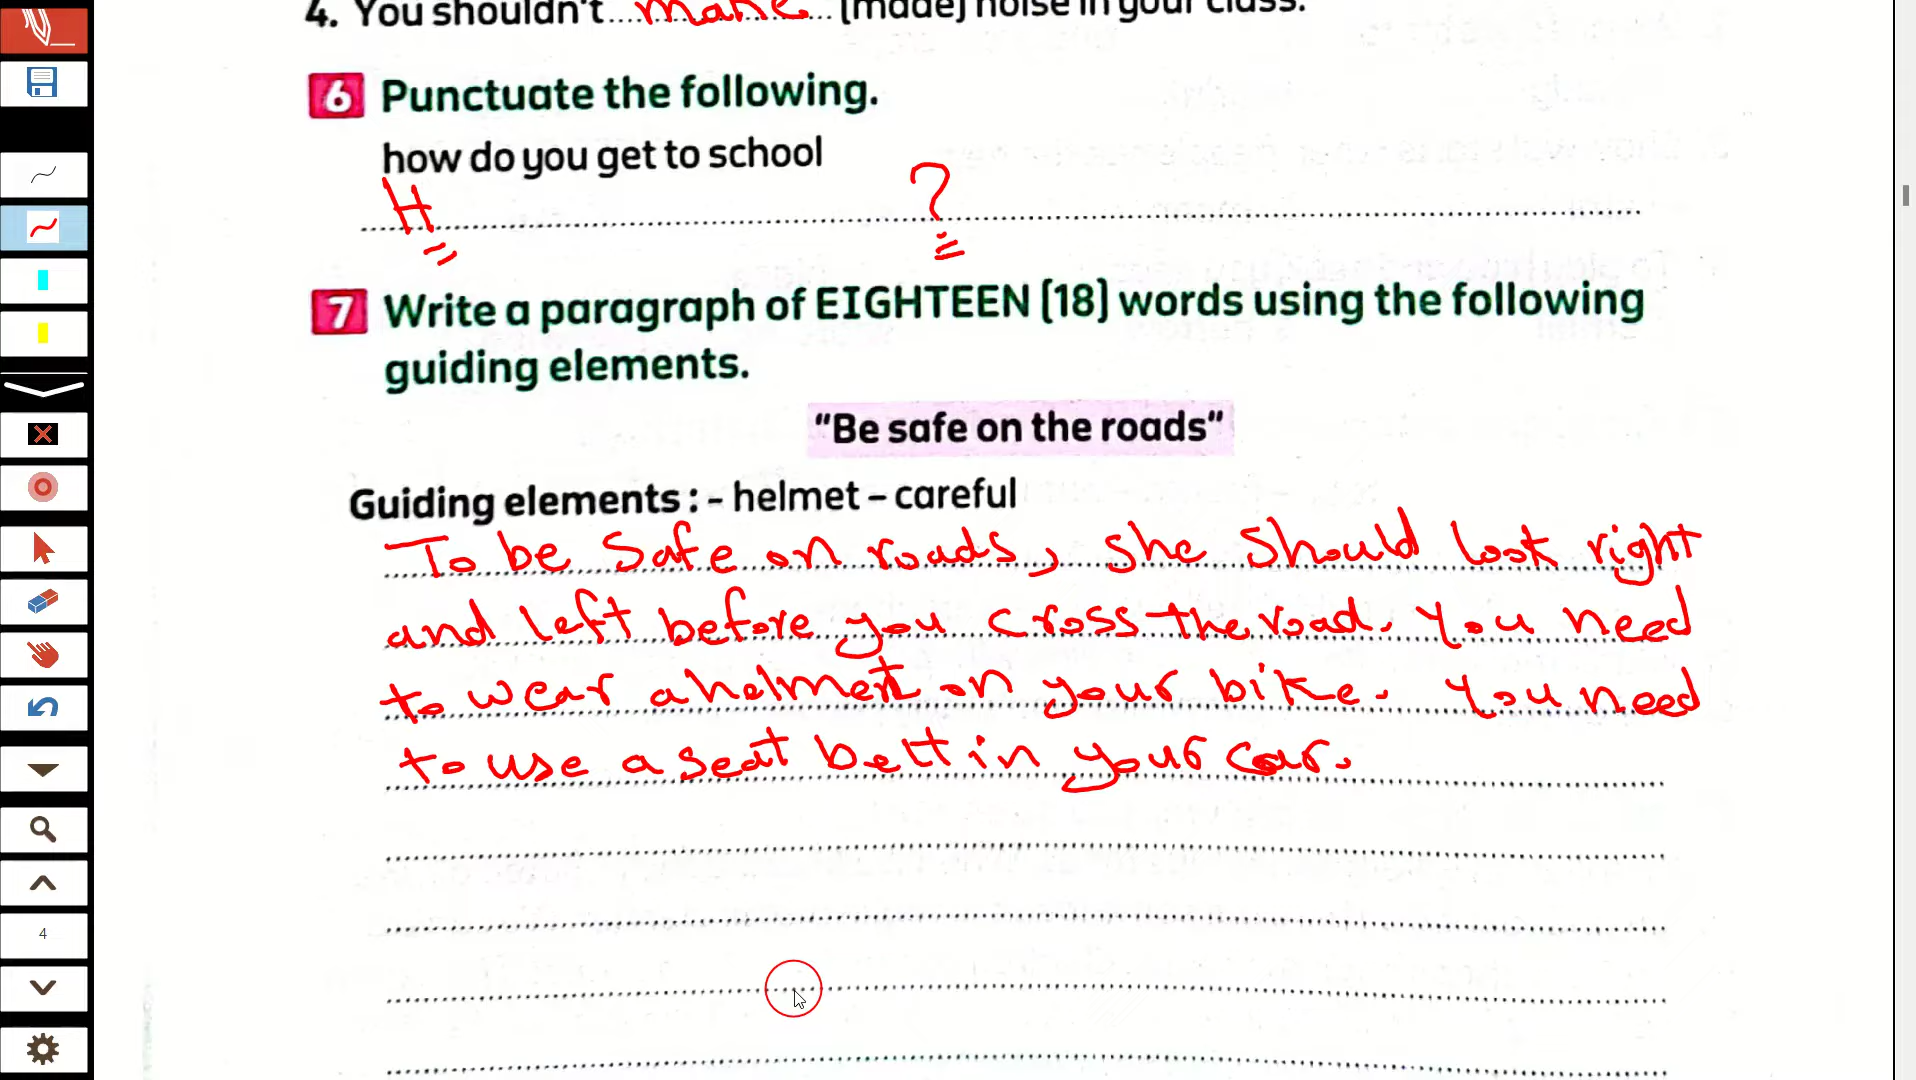 4. You shouldn't make (made) noise in your class.
6 Punctuate the following.
how do you get to school
H ?
7 Write a paragraph of EIGHTEEN (18) words using the following
guiding elements.
"Be safe on the roads"
Guiding elements : - helmet – careful
To be Safe on roads, she should look right
and left before you cross the road. You need
to wear a helment on your bike. You need
to use a seat bett in your car.
4